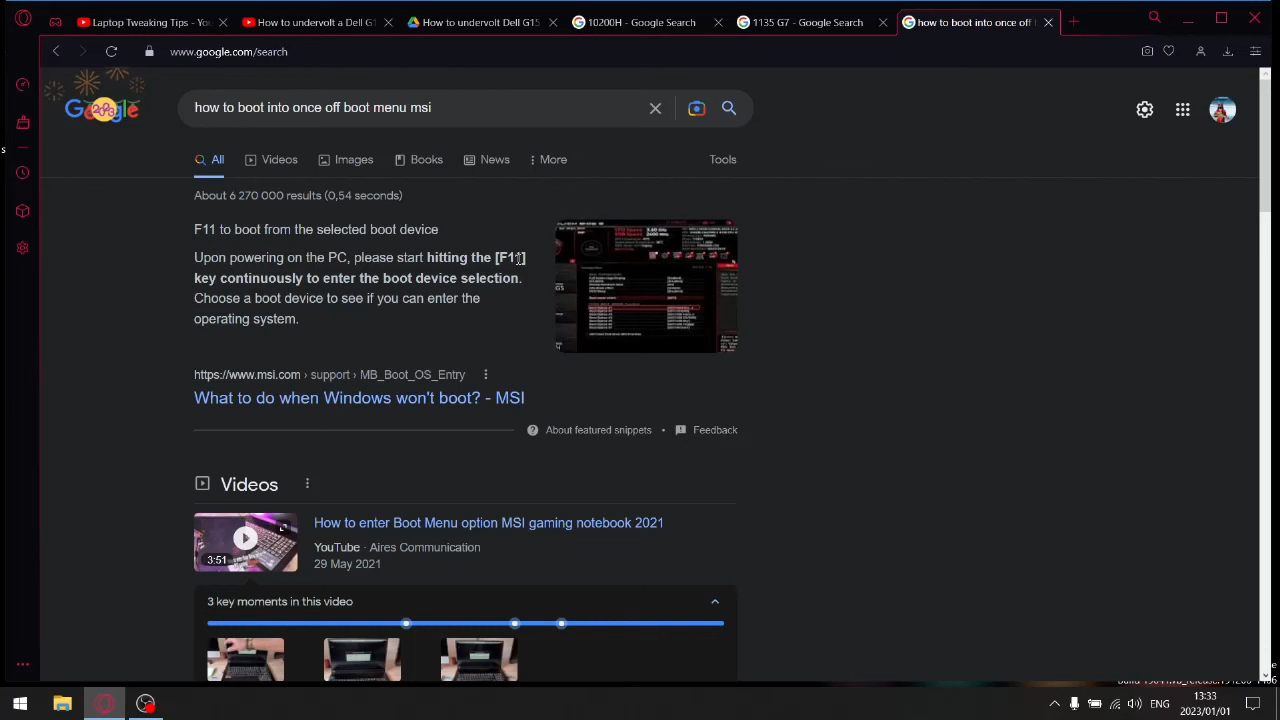 Laptop Tweaking Tips - You
How to undervolt a Dell G1
How to undervolt Dell G15
10200H - Google Search
1135 G7 - Google Search
how to boot into once off
www.google.com/search
Google
how to boot into once off boot menu msi
All
Videos
Images
Books
News
More
Tools
About 6 270 000 results (0,54 seconds)
F11 to boot from the selected boot device
Upon powering on the PC, please start hitting the [F11]
key continuously to enter the boot device selection.
Choose a boot device to see if you can enter the
operating system.
https://www.msi.com › support › MB_Boot_OS_Entry
What to do when Windows won't boot? - MSI
About featured snippets
Feedback
Videos
How to enter Boot Menu option MSI gaming notebook 2021
YouTube · Aires Communication
3:51
29 May 2021
3 key moments in this video
ENG
13:33
2023/01/01